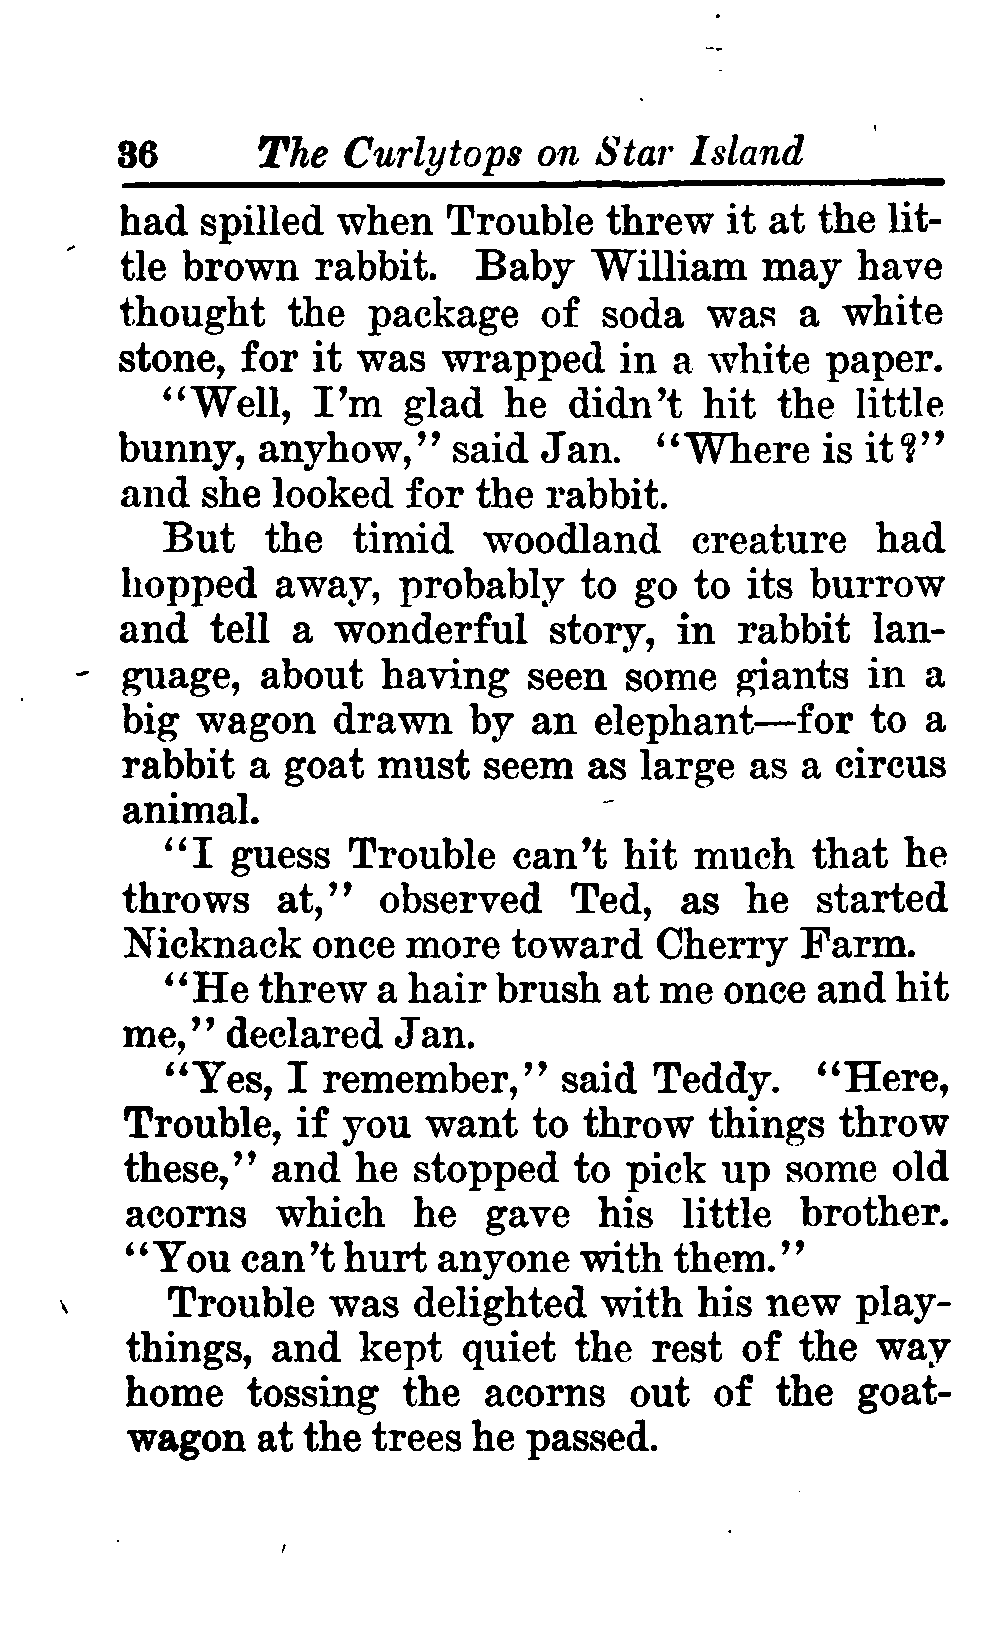 36 The Curlytops on Star Island
had spilled when Trouble threw it at the lit-
tle brown rabbit. Baby William may have
thought the package of soda was a white
stone, for it was wrapped in a white paper.
"Well, I'm glad he didn't hit the little
bunny, anyhow," said Jan. "Where is it?"
and she looked for the rabbit.
But the timid woodland creature had
hopped away, probably to go to its burrow
and tell a wonderful story, in rabbit lan-
guage, about having seen some giants in a
big wagon drawn by an elephant—for to a
rabbit a goat must seem as large as a circus
animal.
"I guess Trouble can't hit much that he
throws at," observed Ted, as he started
Nicknack once more toward Cherry Farm.
"He threw a hair brush at me once and hit
me," declared Jan.
"Yes, I remember," said Teddy. "Here,
Trouble, if you want to throw things throw
these," and he stopped to pick up some old
acorns which he gave his little brother.
"You can't hurt anyone with them."
Trouble was delighted with his new play-
things, and kept quiet the rest of the way
home tossing the acorns out of the goat-
wagon at the trees he passed.